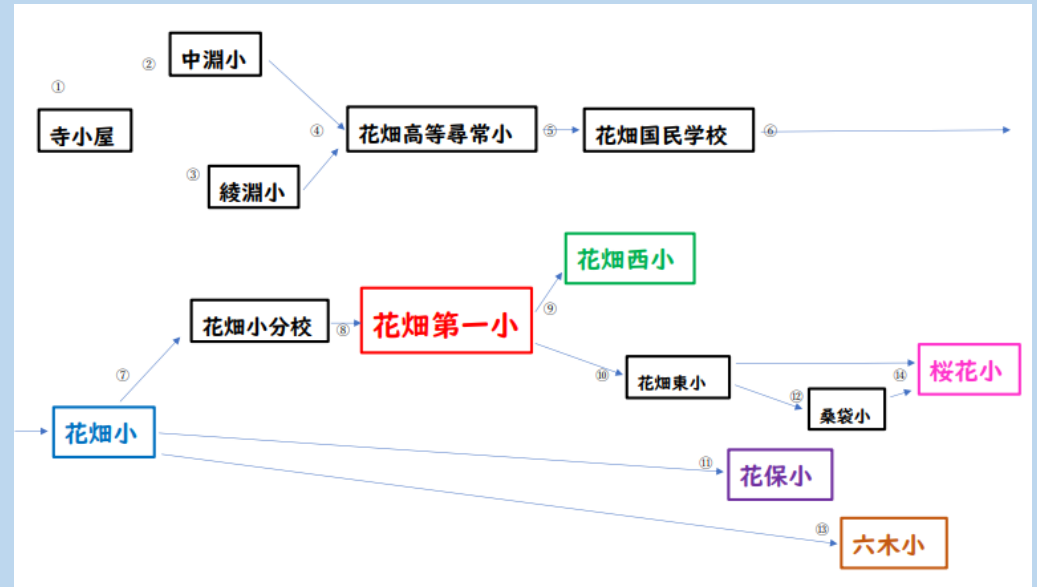 ①
寺小屋
②
中淵小
③
綾淵小
④
花畑高等尋常小
⑤
花畑国民学校
⑥
花畑小
⑦
花畑小分校
⑧
花畑第一小
⑨
花畑西小
⑩
花畑東小
⑪
花保小
⑫
桑袋小
⑬
六木小
⑭
桜花小